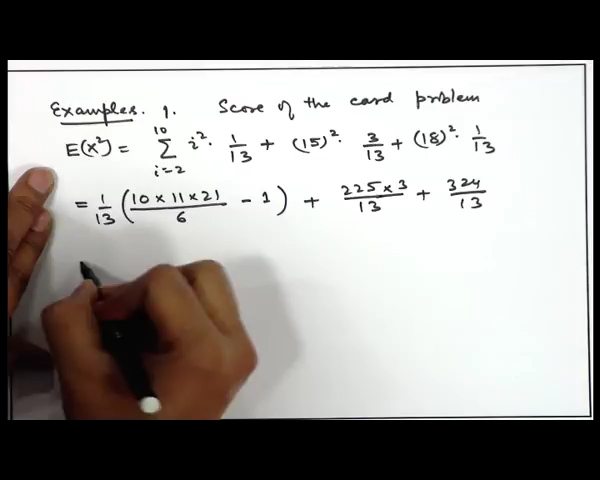 Examples. 1. Score of the card problem
E(x²) = ∑_{i=2}^{10} i² · 1/13 + (15)² · 3/13 + (18)² · 1/13
= 1/13 (10 × 11 × 21 / 6 - 1) + 225 × 3 / 13 + 324 / 13